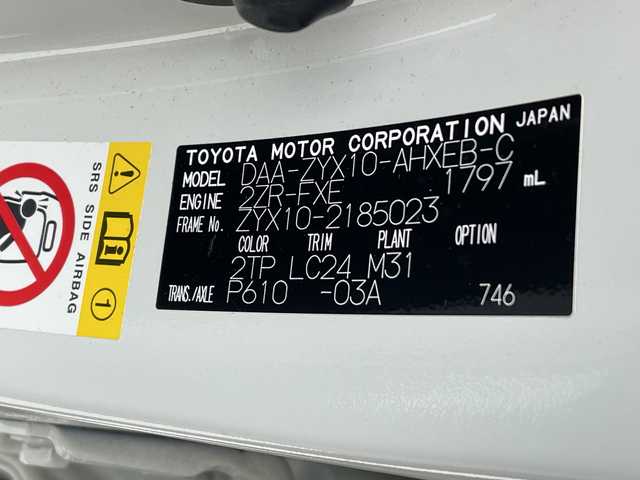 TOYOTA MOTOR CORPORATION JAPAN
MODEL DAA-ZYX10-AHXEB-C
ENGINE 2ZR-FXE 1797 mL
FRAME No. ZYX10-2185023
COLOR TRIM PLANT OPTION
2TP LC24 M31
TRANS./AXLE P610 -03A 746
SRS SIDE AIRBAG
1